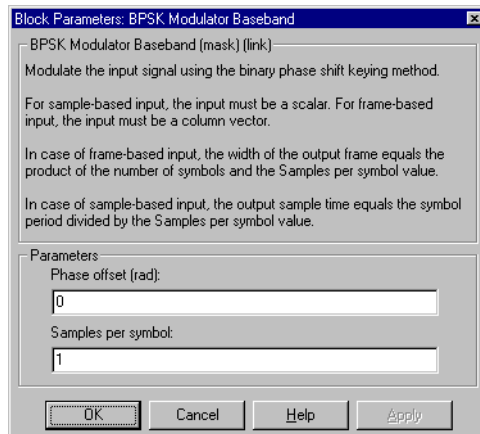 Block Parameters: BPSK Modulator Baseband
BPSK Modulator Baseband (mask) (link)
Modulate the input signal using the binary phase shift keying method.
For sample-based input, the input must be a scalar. For frame-based
input, the input must be a column vector.
In case of frame-based input, the width of the output frame equals the
product of the number of symbols and the Samples per symbol value.
In case of sample-based input, the output sample time equals the symbol
period divided by the Samples per symbol value.
Parameters
Phase offset (rad):
0
Samples per symbol:
1
OK Cancel Help Apply